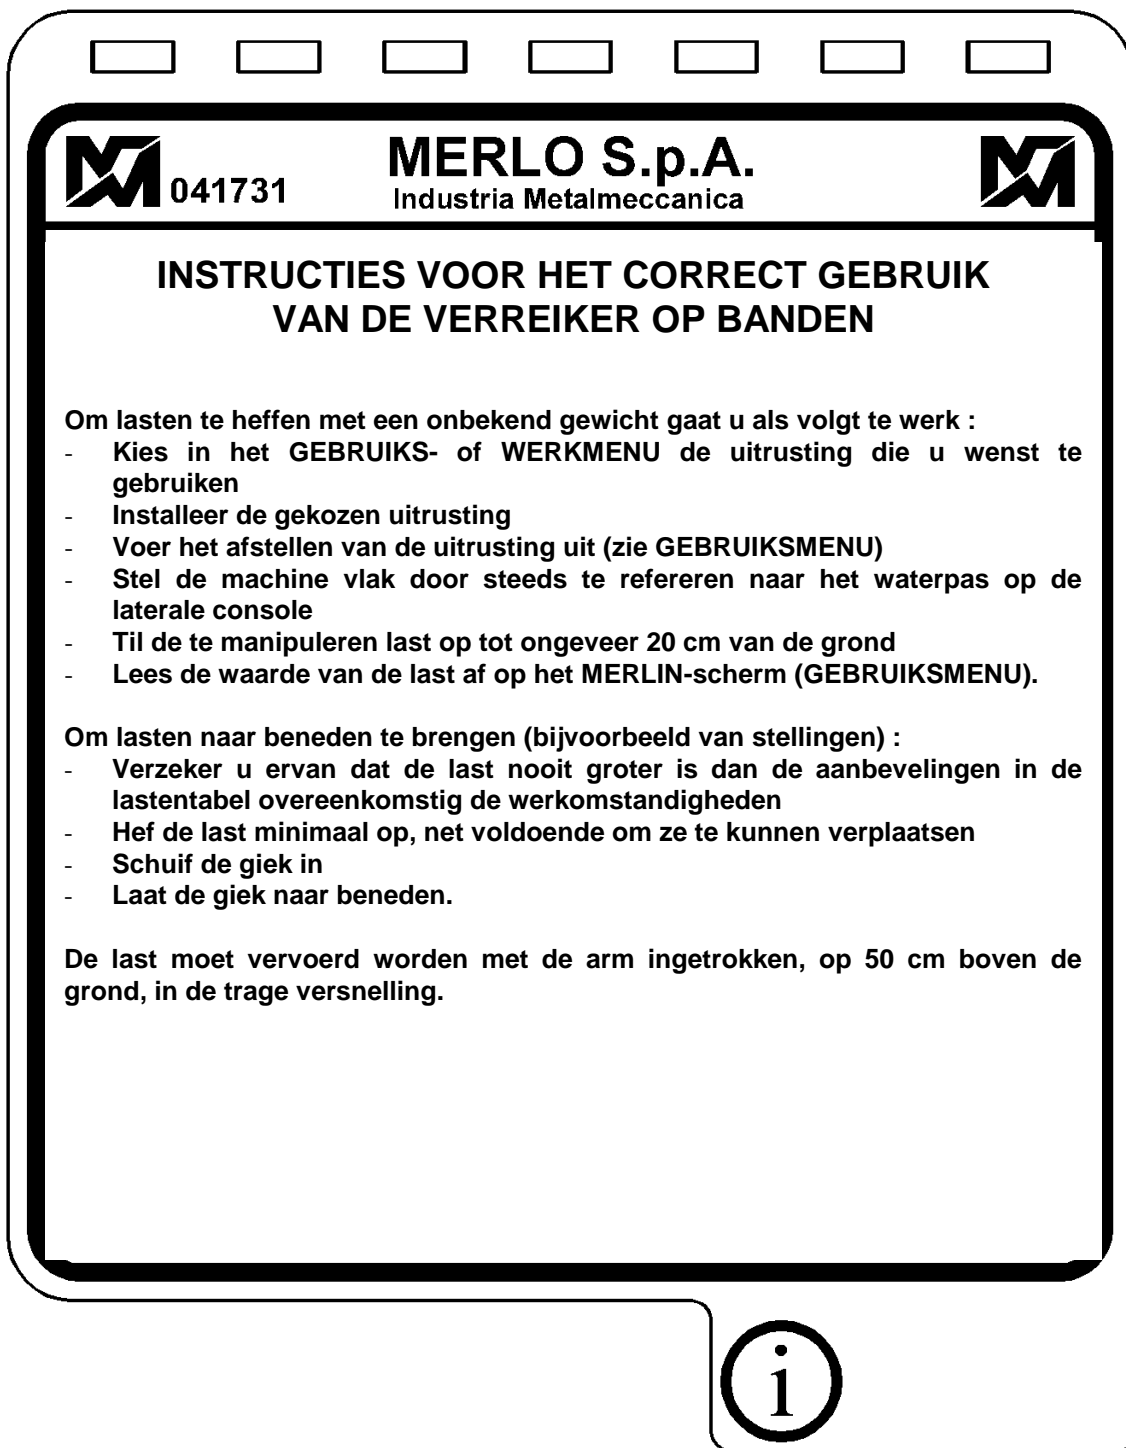 041731
MERLO S.p.A.
Industria Metalmeccanica
INSTRUCTIES VOOR HET CORRECT GEBRUIK
VAN DE VERREIKER OP BANDEN
Om lasten te heffen met een onbekend gewicht gaat u als volgt te werk :
- Kies in het GEBRUIKS- of WERKMENU de uitrusting die u wenst te
gebruiken
- Installeer de gekozen uitrusting
- Voer het afstellen van de uitrusting uit (zie GEBRUIKSMENU)
- Stel de machine vlak door steeds te refereren naar het waterpas op de
laterale console
- Til de te manipuleren last op tot ongeveer 20 cm van de grond
- Lees de waarde van de last af op het MERLIN-scherm (GEBRUIKSMENU).
Om lasten naar beneden te brengen (bijvoorbeeld van stellingen) :
- Verzeker u ervan dat de last nooit groter is dan de aanbevelingen in de
lastentabel overeenkomstig de werkomstandigheden
- Hef de last minimaal op, net voldoende om ze te kunnen verplaatsen
- Schuif de giek in
- Laat de giek naar beneden.
De last moet vervoerd worden met de arm ingetrokken, op 50 cm boven de
grond, in de trage versnelling.
i